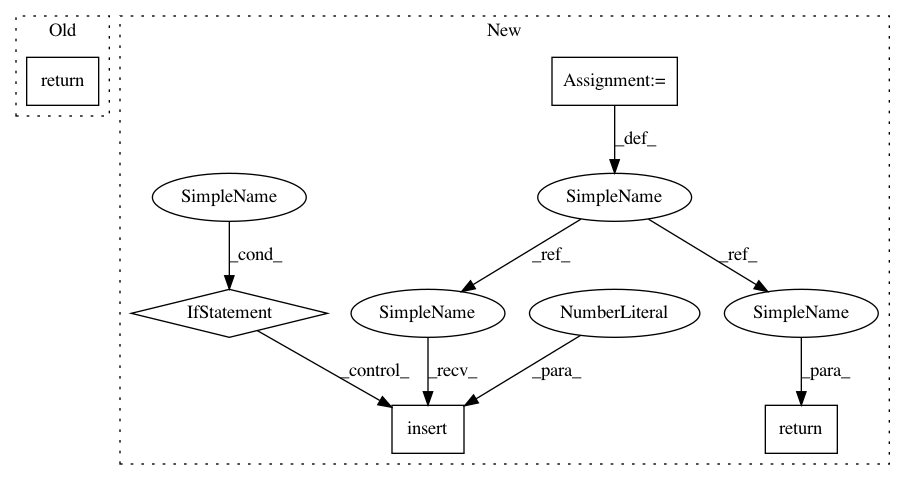 Old
New
return
Assignment:=
_def_
SimpleName
SimpleName
_cond_
_ref_
_ref_
IfStatement
SimpleName
NumberLiteral
SimpleName
_control_
_recv_
_para_
_para_
insert
return